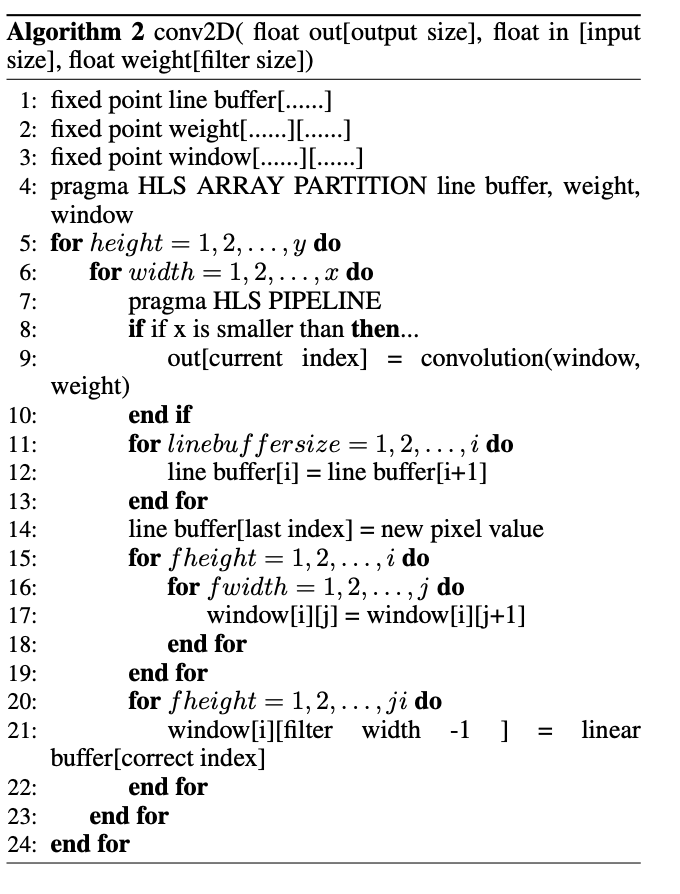 Algorithm 2 conv2D( float out[output size], float in [input
size], float weight[filter size])
1: fixed point line buffer[......]
2: fixed point weight[......][......]
3: fixed point window[......][......]
4: pragma HLS ARRAY PARTITION line buffer, weight,
window
5: for height = 1, 2, . . . , y do
6: for width = 1, 2, . . . , x do
7: pragma HLS PIPELINE
8: if if x is smaller than then...
9: out[current index] = convolution(window,
weight)
10: end if
11: for linebuffersize = 1, 2, . . . , i do
12: line buffer[i] = line buffer[i+1]
13: end for
14: line buffer[last index] = new pixel value
15: for fheight = 1, 2, . . . , i do
16: for fwidth = 1, 2, . . . , j do
17: window[i][j] = window[i][j+1]
18: end for
19: end for
20: for fheight = 1, 2, . . . , ji do
21: window[i][filter width -1 ] = linear
buffer[correct index]
22: end for
23: end for
24: end for